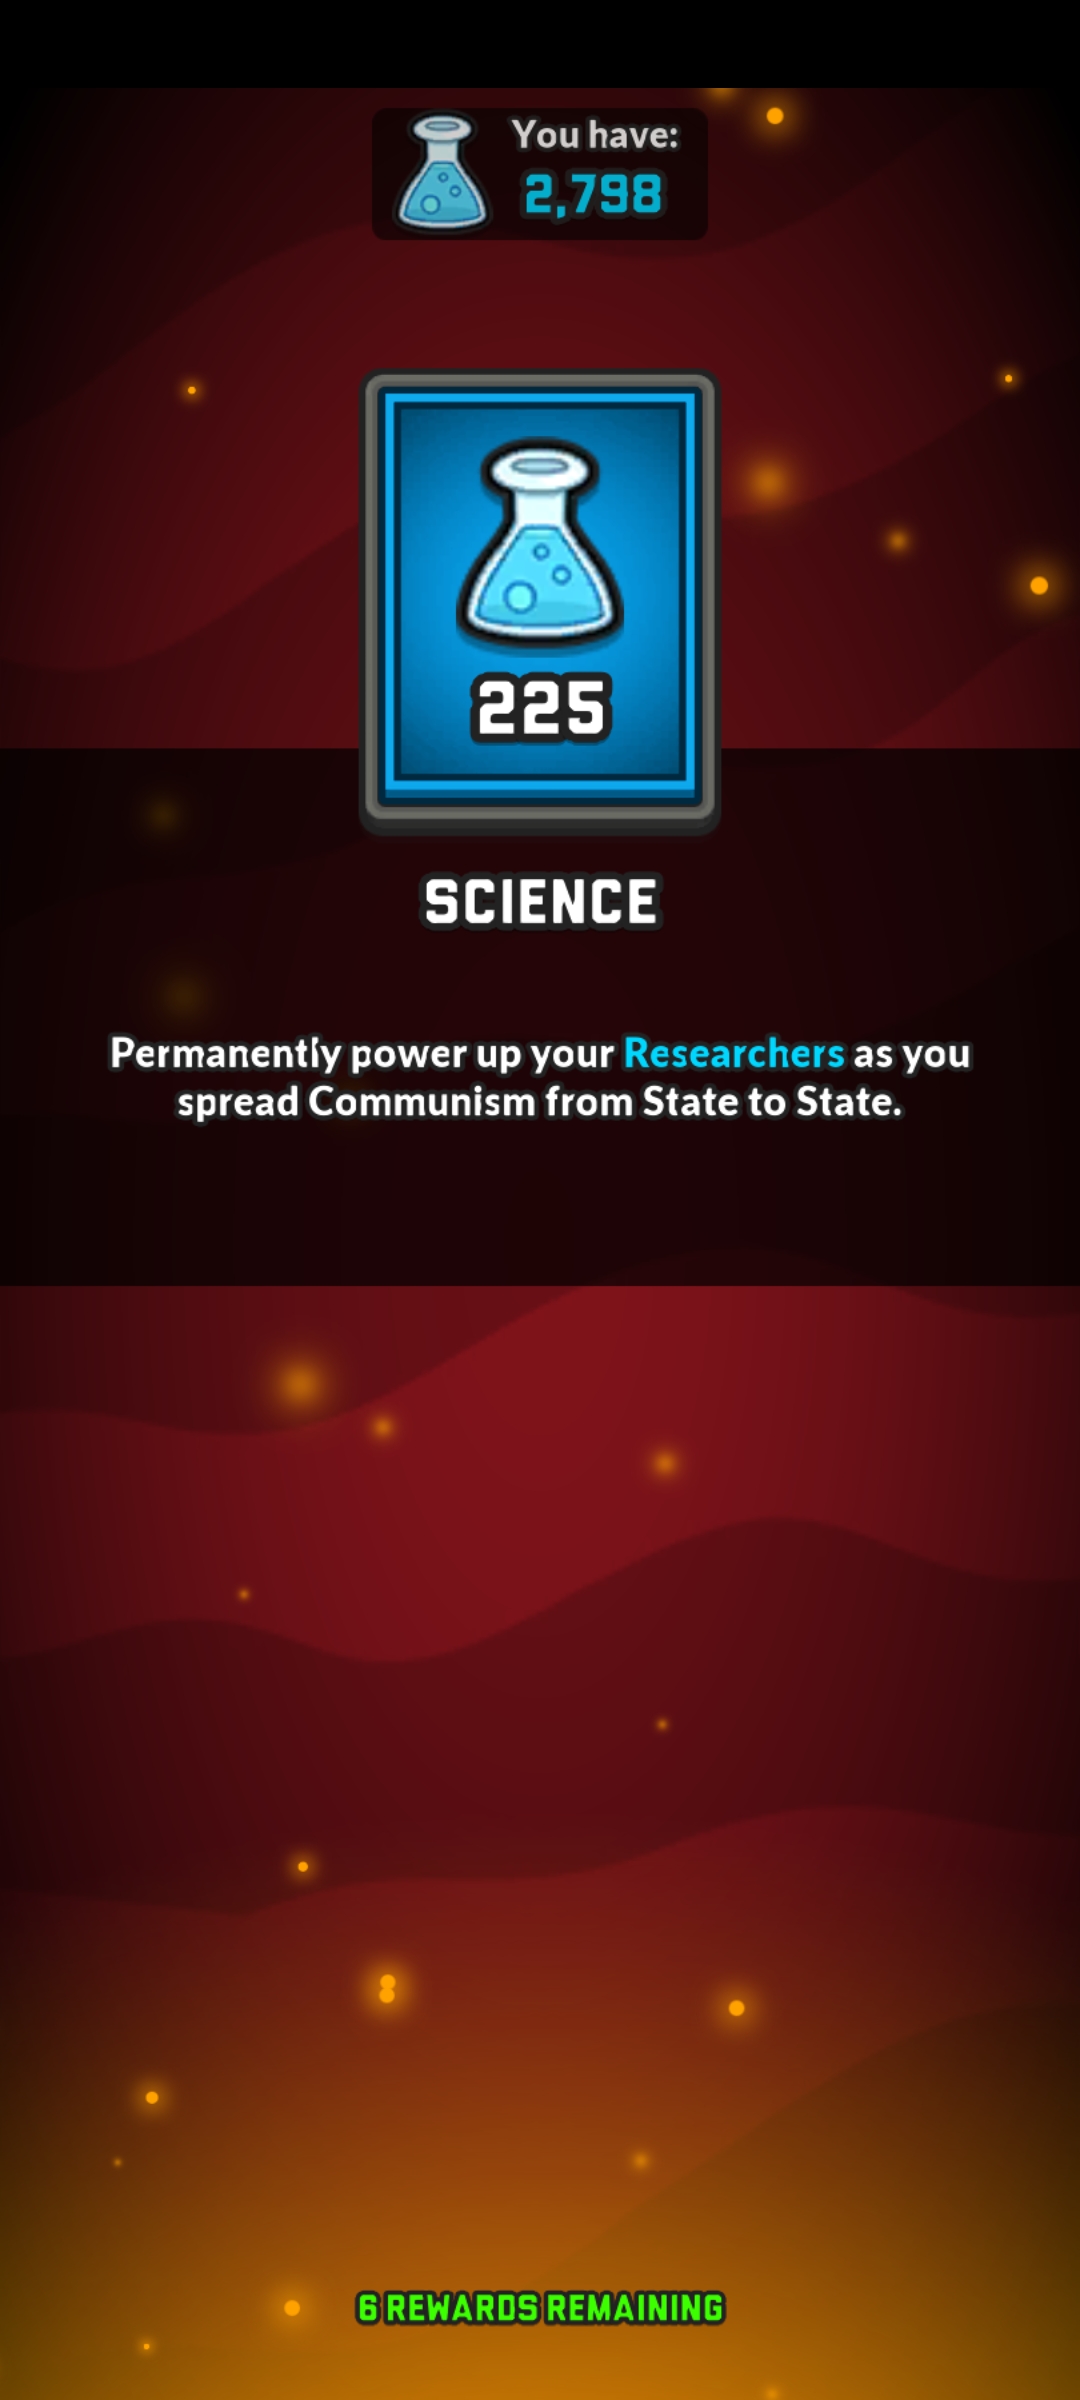 You have:
2,798
225
SCIENCE
Permanently power up your Researchers as you
spread Communism from State to State.
6 REWARDS REMAINING